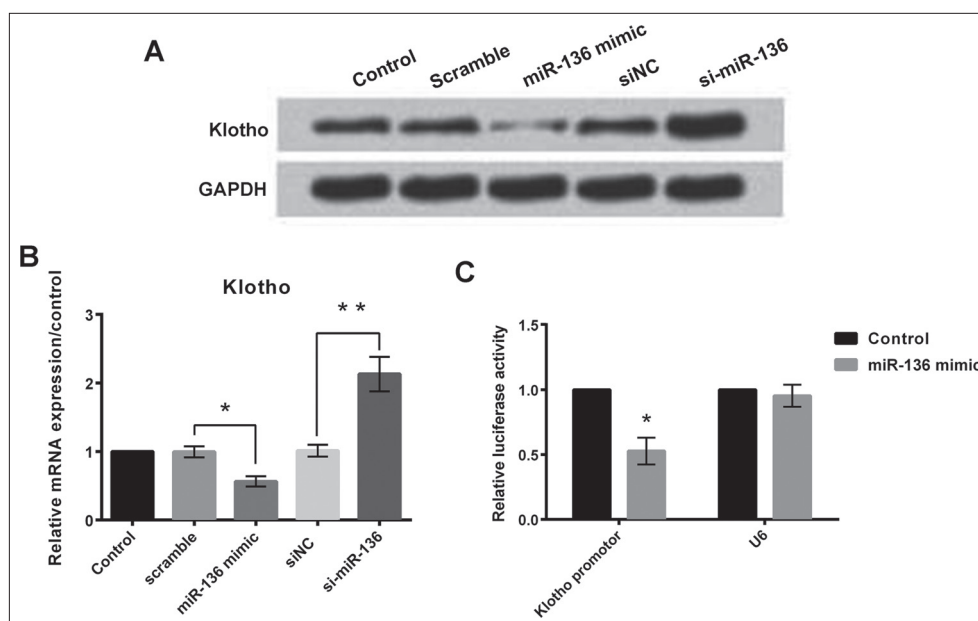 A
Control Scramble miR-136 mimic siNC si-miR-136
Klotho
GAPDH
B
Klotho
Relative mRNA expression/control
3
2
1
0
*
* *
Control scramble miR-136 mimic siNC si-miR-136
C
Relative luciferase activity
1.5
1.0
0.5
0.0
*
Klotho promotor U6
Control
miR-136 mimic